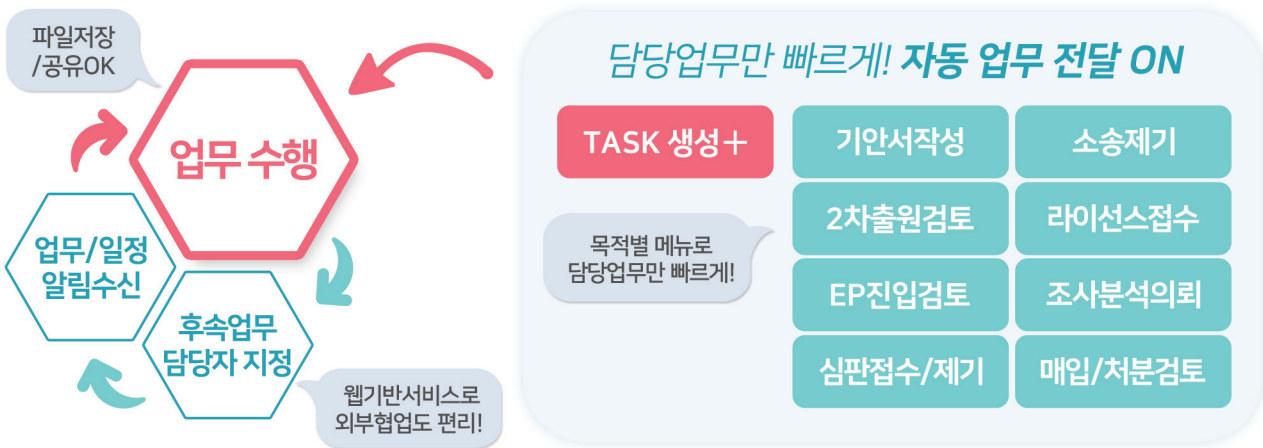 파일저장
/공유OK
업무 수행
업무/일정
알림수신
후속업무
담당자 지정
웹기반서비스로
외부협업도 편리!
담당업무만 빠르게! 자동 업무 전달 ON
TASK 생성+
목적별 메뉴로
담당업무만 빠르게!
기안서작성
소송제기
2차출원검토
라이선스접수
EP진입검토
조사분석의뢰
심판접수/제기
매입/처분검토